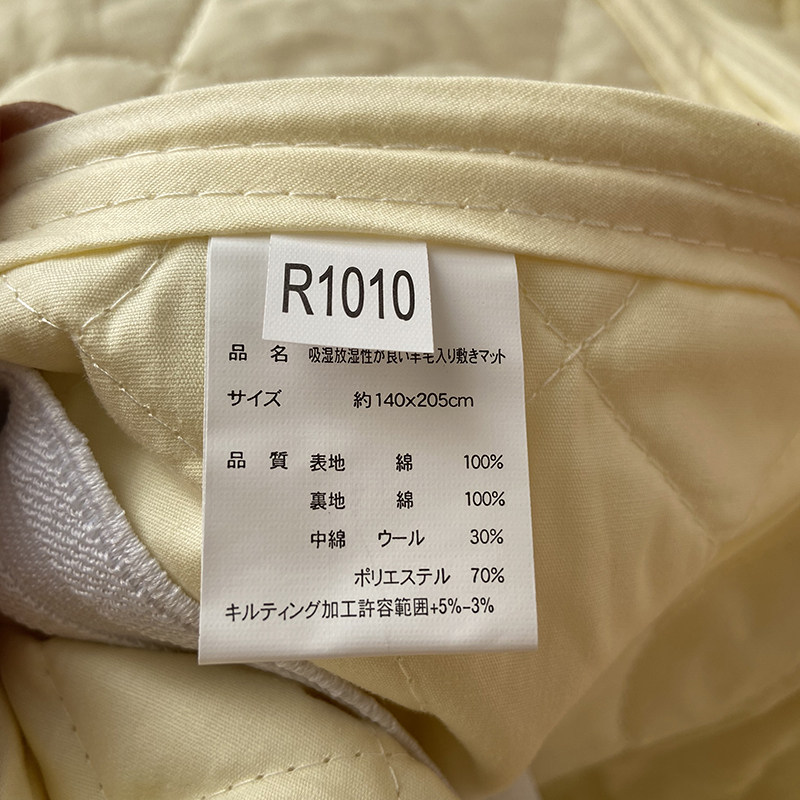 R1010
品名 吸湿放湿性が良い羊毛入り敷きマット
サイズ 約140x205cm
品質 表地 綿 100%
裏地 綿 100%
中綿 ウール 30%
ポリエステル 70%
キルティング加工許容範囲+5%-3%